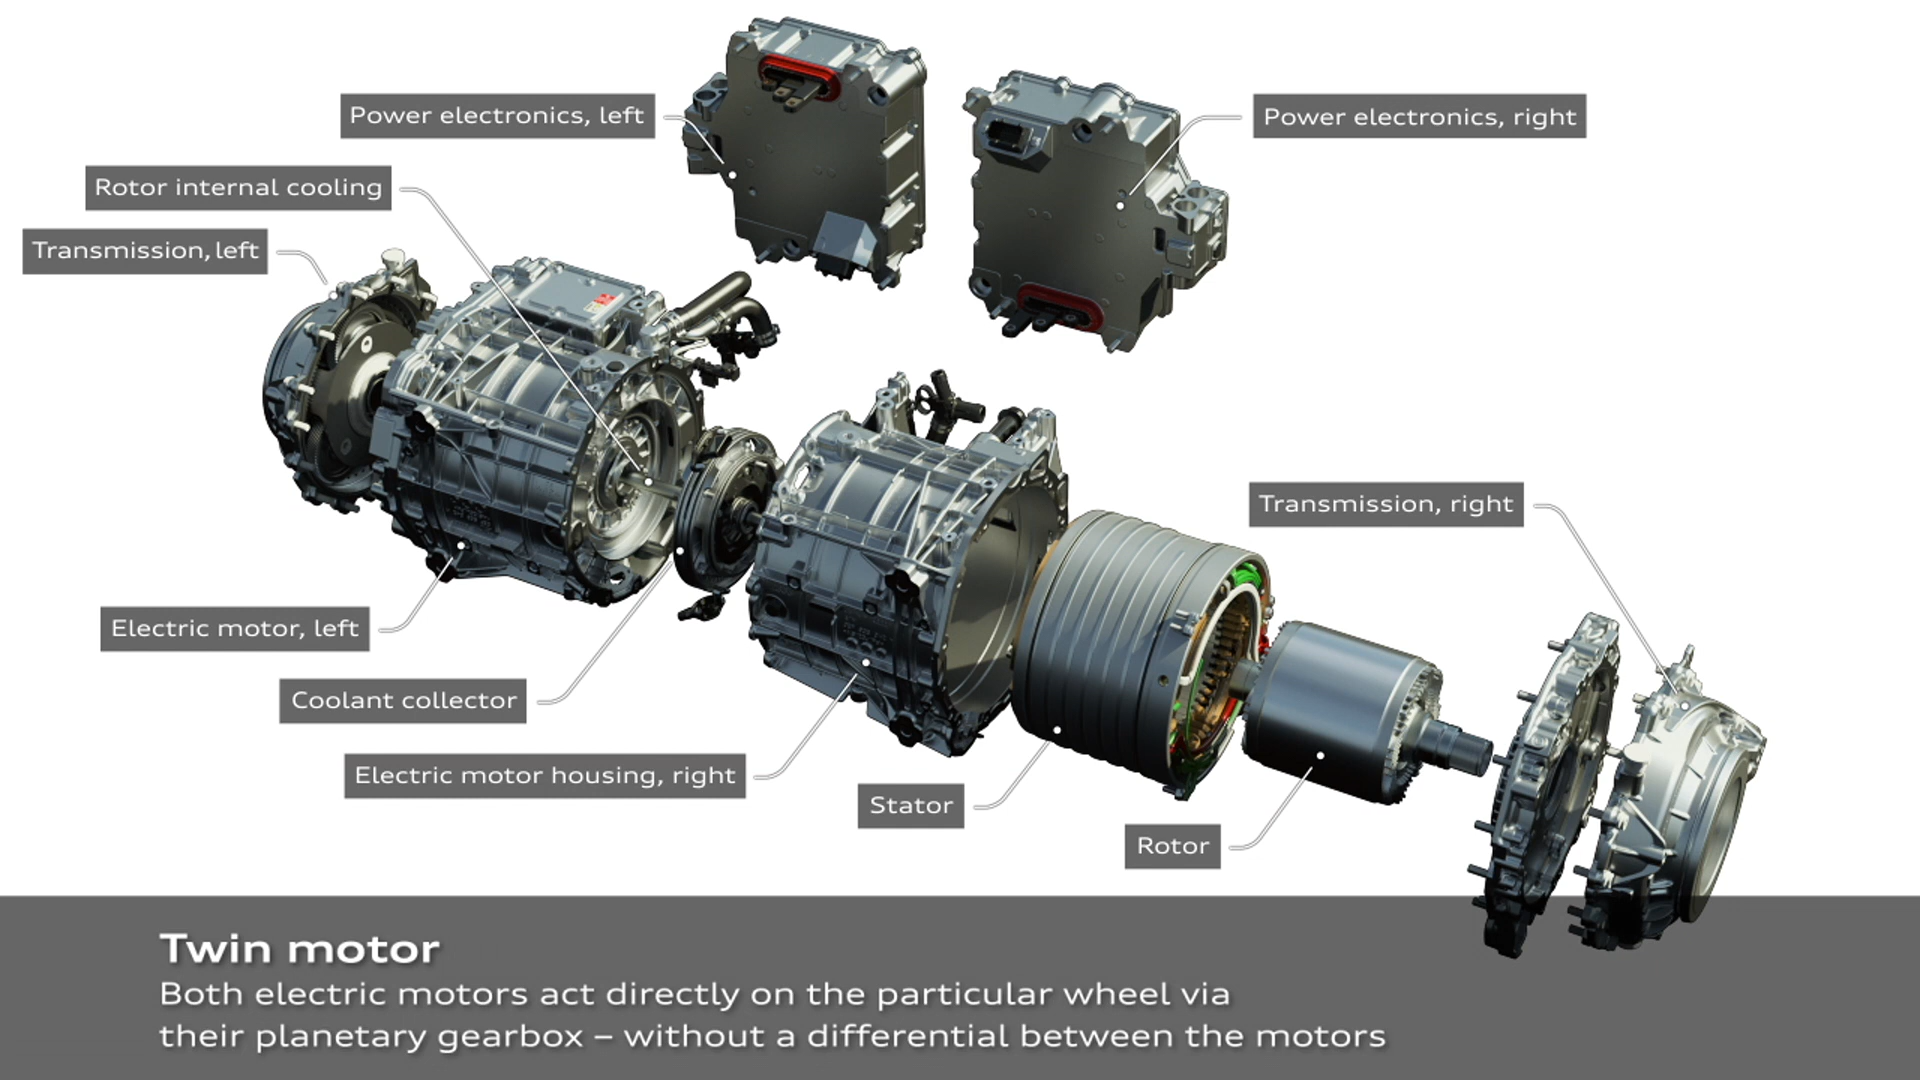 Power electronics, left
Power electronics, right
Rotor internal cooling
Transmission, left
Transmission, right
Electric motor, left
Coolant collector
Electric motor housing, right
Stator
Rotor
Twin motor
Both electric motors act directly on the particular wheel via
their planetary gearbox – without a differential between the motors